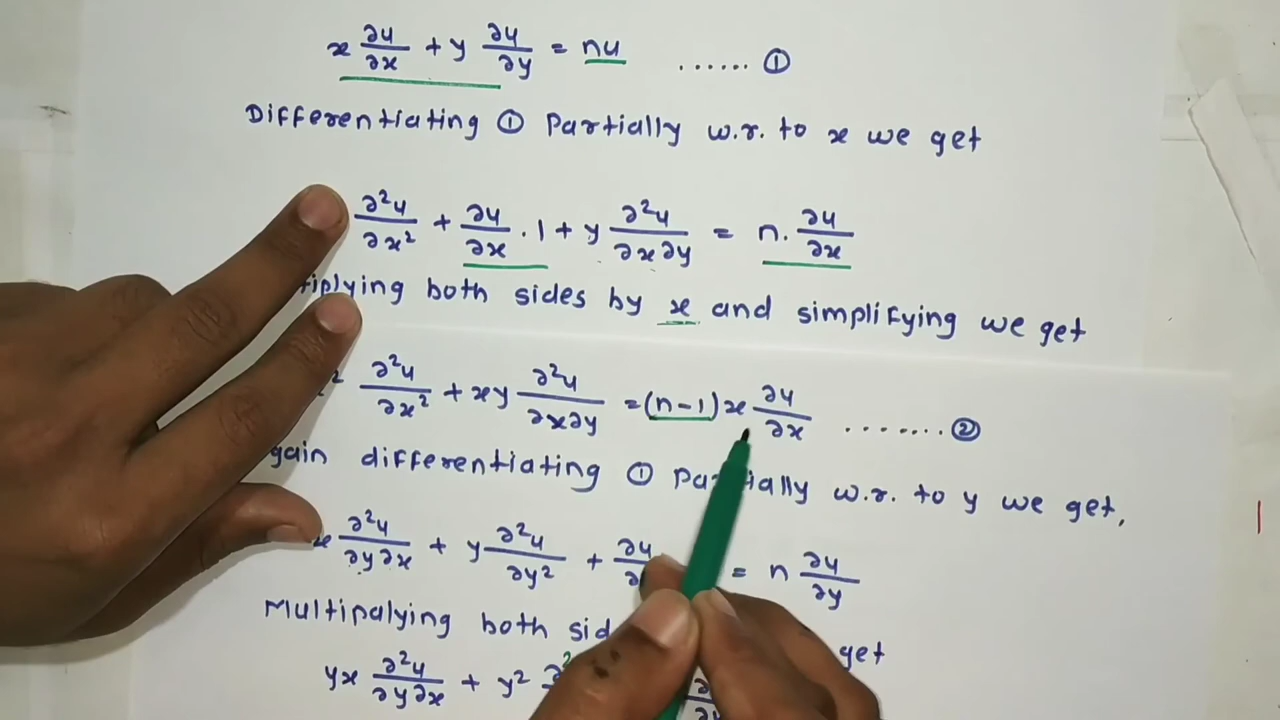 x ∂u/∂x + y ∂u/∂y = nu ...... ①
Differentiating ① Partially w.r. to x we get
∂²u/∂x² + ∂u/∂x . 1 + y ∂²u/∂x∂y = n. ∂u/∂x
iplying both sides by x and simplifying we get
² ∂²u/∂x² + xy ∂²u/∂x∂y = (n-1) x ∂u/∂x ....... ②
gain differentiating ① Partially w.r. to y we get,
x ∂²u/∂y∂x + y ∂²u/∂y² + ∂u/∂ = n ∂u/∂y
Multipalying both sid get
yx ∂²u/∂y∂x + y² ∂²